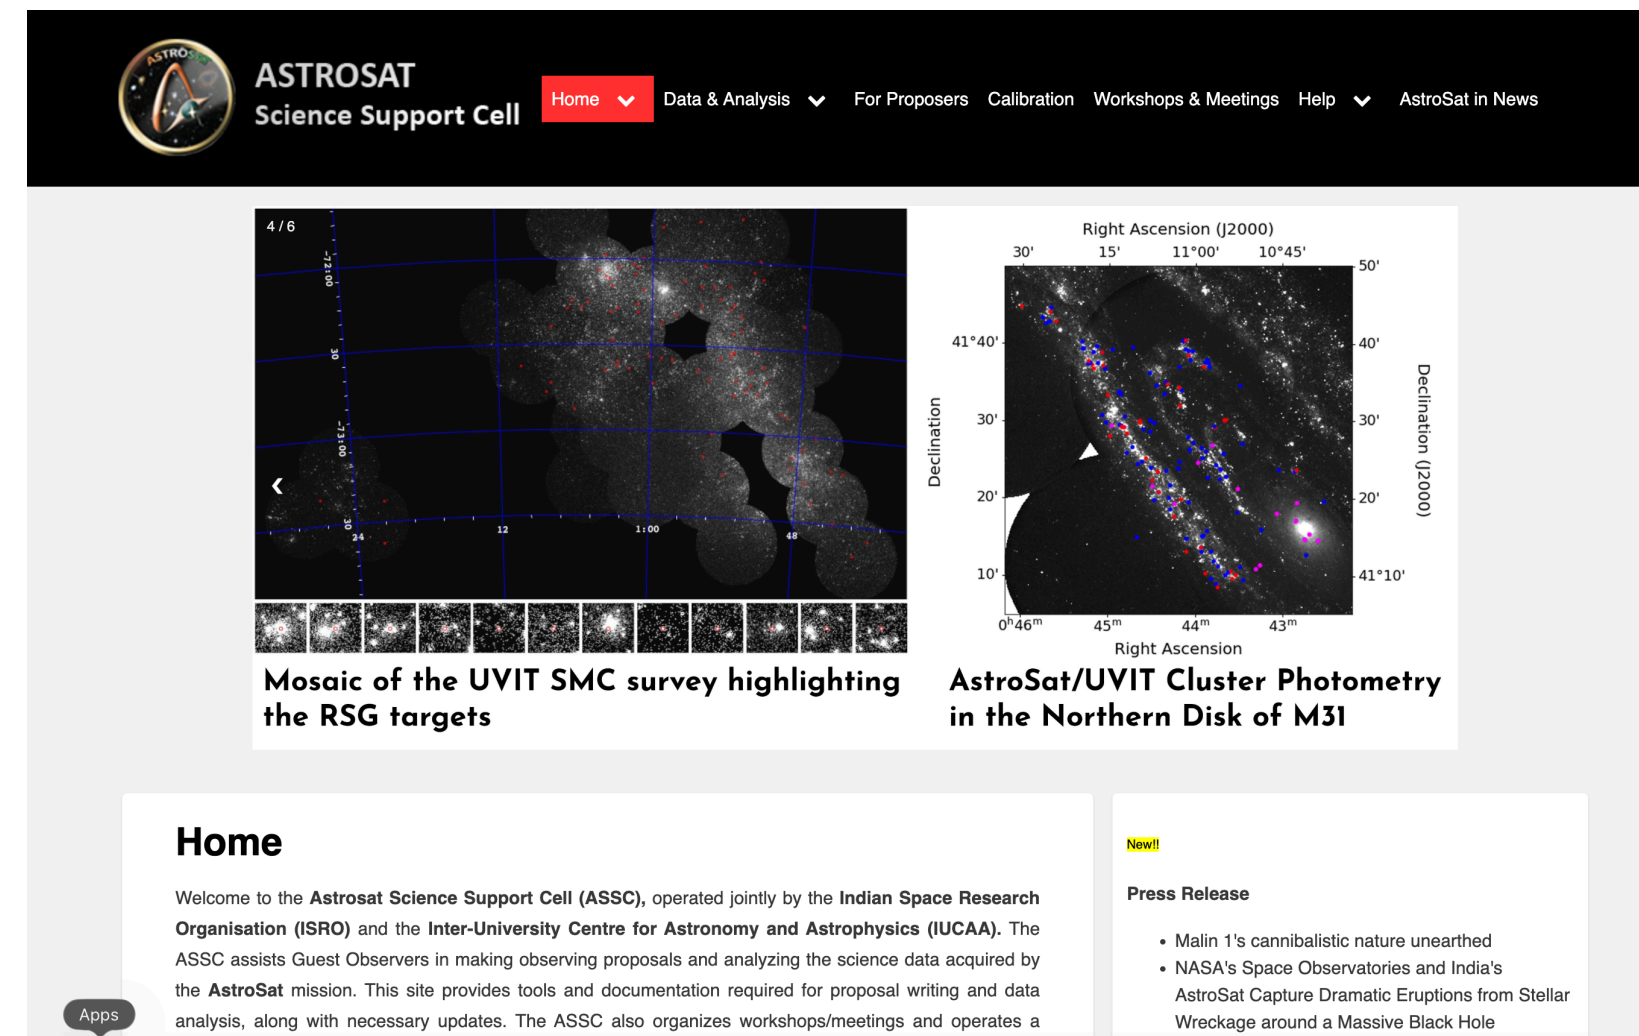 ASTROSAT
ASTROSAT
Science Support Cell
Home
Data & Analysis
For Proposers
Calibration
Workshops & Meetings
Help
AstroSat in News
4 / 6
-72:00
30
-73:00
30
24
12
1:00
48
Mosaic of the UVIT SMC survey highlighting
the RSG targets
Right Ascension (J2000)
30' 15' 11°00' 10°45'
50'
41°40' 40'
30' 30'
20' 20'
10' 41°10'
Declination
Declination (J2000)
0ʰ46ᵐ 45ᵐ 44ᵐ 43ᵐ
Right Ascension
AstroSat/UVIT Cluster Photometry
in the Northern Disk of M31
Home
Welcome to the Astrosat Science Support Cell (ASSC), operated jointly by the Indian Space Research
Organisation (ISRO) and the Inter-University Centre for Astronomy and Astrophysics (IUCAA). The
ASSC assists Guest Observers in making observing proposals and analyzing the science data acquired by
the AstroSat mission. This site provides tools and documentation required for proposal writing and data
analysis, along with necessary updates. The ASSC also organizes workshops/meetings and operates a
New!!
Press Release
• Malin 1's cannibalistic nature unearthed
• NASA's Space Observatories and India's
AstroSat Capture Dramatic Eruptions from Stellar
Wreckage around a Massive Black Hole
Apps